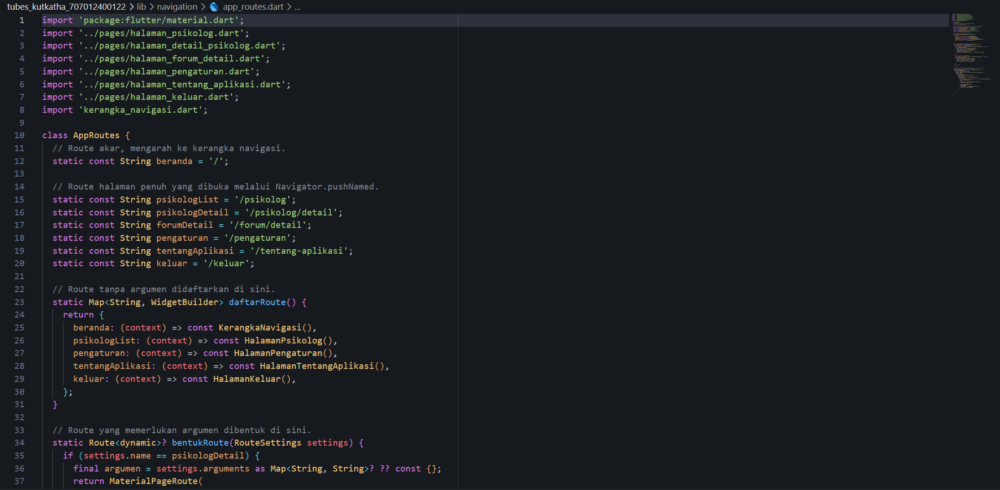 tubes_kutkatha_707012400122 > lib > navigation > app_routes.dart > ...
1 import 'package:flutter/material.dart';
2 import '../pages/halaman_psikolog.dart';
3 import '../pages/halaman_detail_psikolog.dart';
4 import '../pages/halaman_forum_detail.dart';
5 import '../pages/halaman_pengaturan.dart';
6 import '../pages/halaman_tentang_aplikasi.dart';
7 import '../pages/halaman_keluar.dart';
8 import 'kerangka_navigasi.dart';
9
10 class AppRoutes {
11   // Route akar, mengarah ke kerangka navigasi.
12   static const String beranda = '/';
13
14   // Route halaman penuh yang dibuka melalui Navigator.pushNamed.
15   static const String psikologList = '/psikolog';
16   static const String psikologDetail = '/psikolog/detail';
17   static const String forumDetail = '/forum/detail';
18   static const String pengaturan = '/pengaturan';
19   static const String tentangAplikasi = '/tentang-aplikasi';
20   static const String keluar = '/keluar';
21
22   // Route tanpa argumen didaftarkan di sini.
23   static Map<String, WidgetBuilder> daftarRoute() {
24     return {
25       beranda: (context) => const KerangkaNavigasi(),
26       psikologList: (context) => const HalamanPsikolog(),
27       pengaturan: (context) => const HalamanPengaturan(),
28       tentangAplikasi: (context) => const HalamanTentangAplikasi(),
29       keluar: (context) => const HalamanKeluar(),
30     };
31   }
32
33   // Route yang memerlukan argumen dibentuk di sini.
34   static Route<dynamic>? bentukRoute(RouteSettings settings) {
35     if (settings.name == psikologDetail) {
36       final argumen = settings.arguments as Map<String, String>? ?? const {};
37       return MaterialPageRoute(